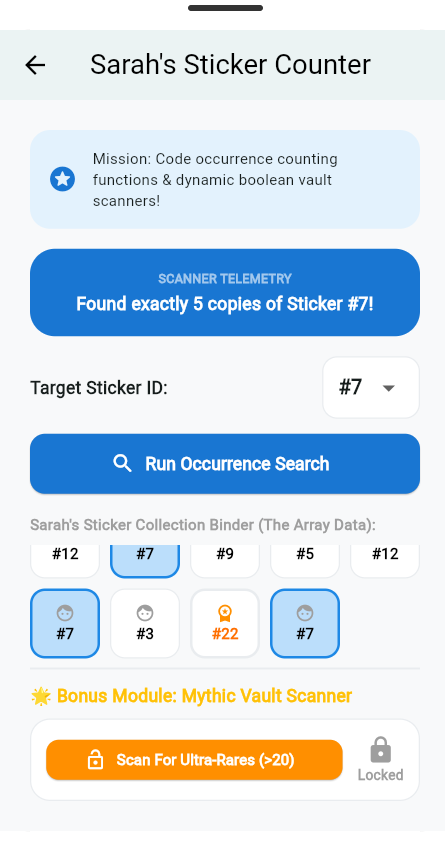 Sarah's Sticker Counter
Mission: Code occurrence counting
functions & dynamic boolean vault
scanners!
SCANNER TELEMETRY
Found exactly 5 copies of Sticker #7!
Target Sticker ID:
#7
Run Occurrence Search
Sarah's Sticker Collection Binder (The Array Data):
#12 #7 #9 #5 #12
#7 #3 #22 #7
🌟 Bonus Module: Mythic Vault Scanner
Scan For Ultra-Rares (>20)
Locked